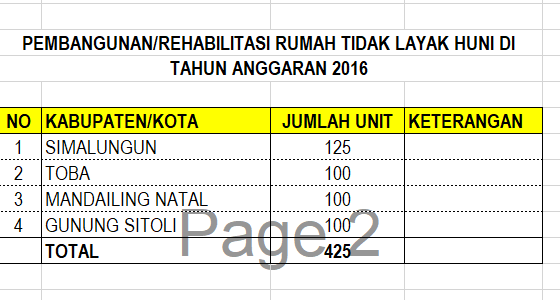 PEMBANGUNAN/REHABILITASI RUMAH TIDAK LAYAK HUNI DI
TAHUN ANGGARAN 2016
NO KABUPATEN/KOTA JUMLAH UNIT KETERANGAN
1 SIMALUNGUN 125
2 TOBA 100
3 MANDAILING NATAL 100
4 GUNUNG SITOLI 100
Page 2
TOTAL 425